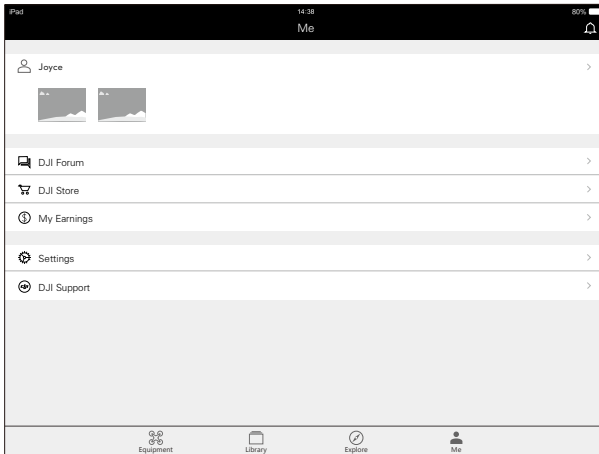 iPad 14:38 80%
Me
Joyce
DJI Forum
DJI Store
My Earnings
Settings
DJI Support
Equipment Library Explore Me